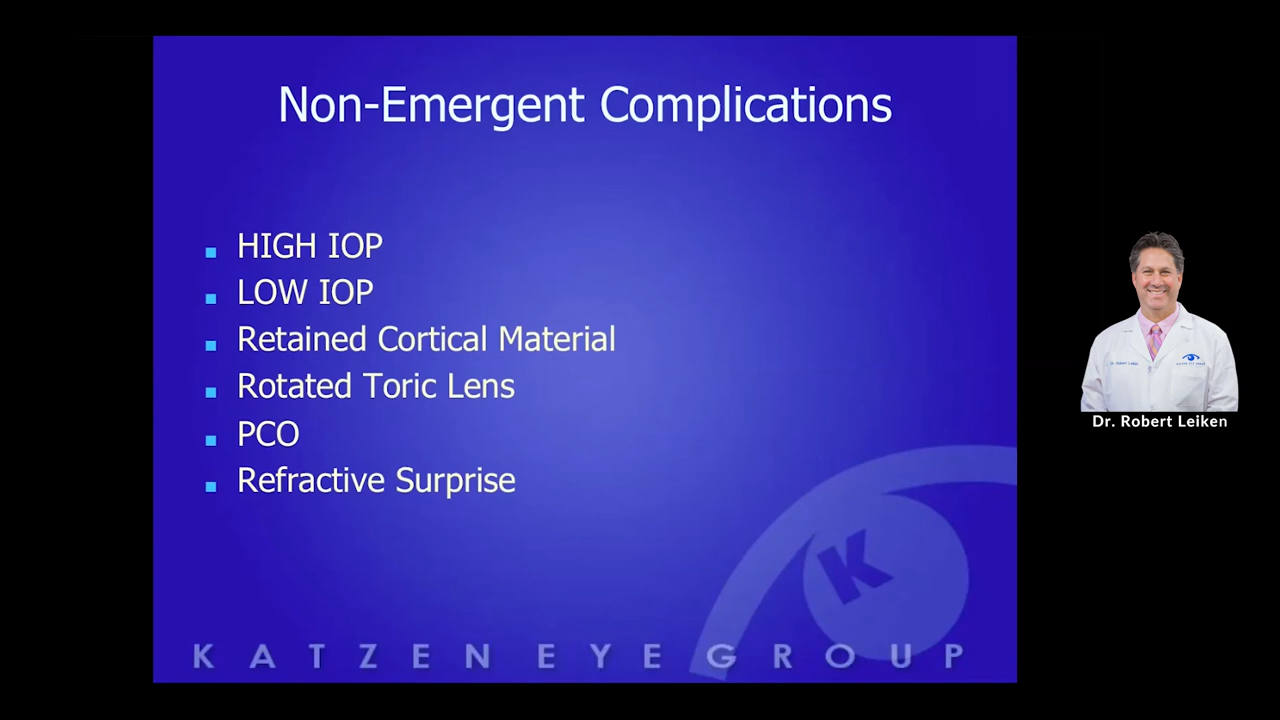 Non-Emergent Complications
HIGH IOP
LOW IOP
Retained Cortical Material
Rotated Toric Lens
PCO
Refractive Surprise
K
KATZEN EYE GROUP
Dr. Robert Leiken